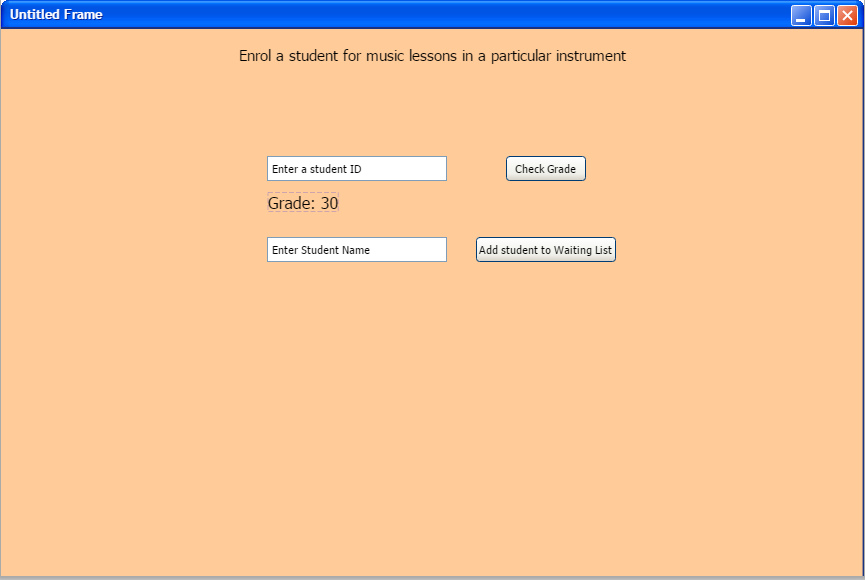 Untitled Frame
Enrol a student for music lessons in a particular instrument
Enter a student ID
Check Grade
Grade: 30
Enter Student Name
Add student to Waiting List